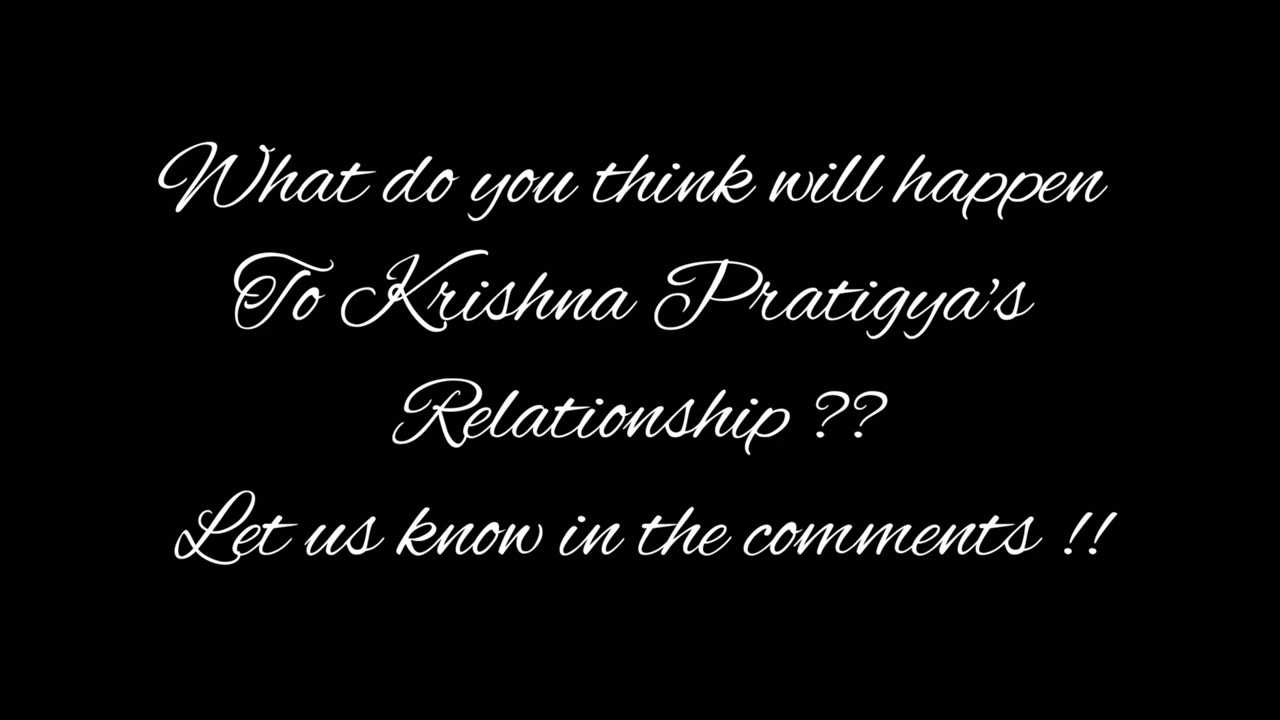 What do you think will happen
To Krishna Pratigya's
Relationship ??
Let us know in the comments !!